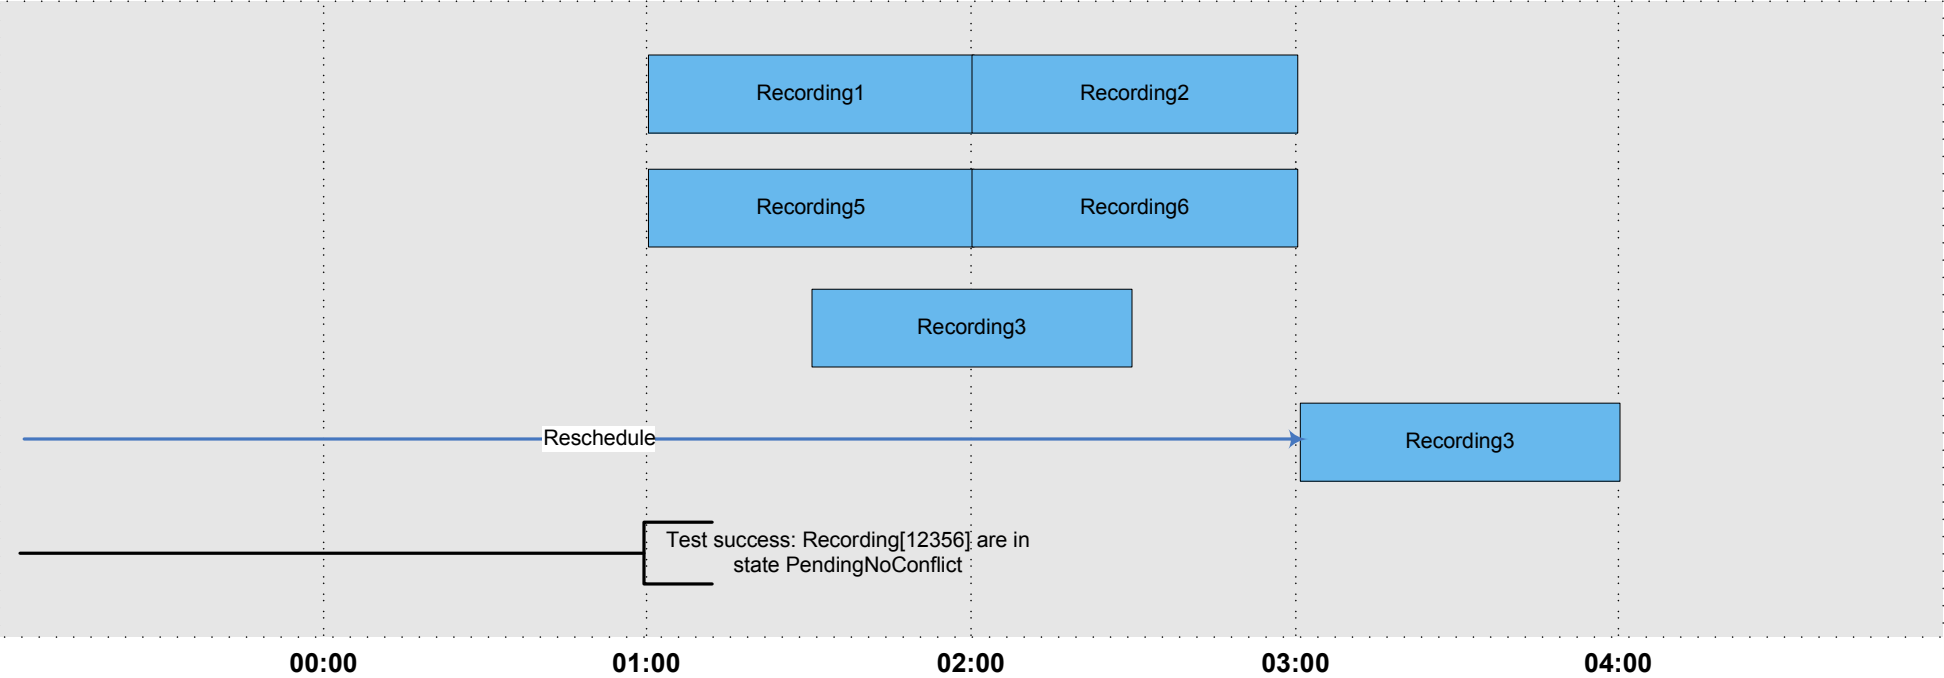 Recording1
Recording2
Recording5
Recording6
Recording3
Reschedule
Recording3
Test success: Recording[12356] are in
state PendingNoConflict
00:00
01:00
02:00
03:00
04:00